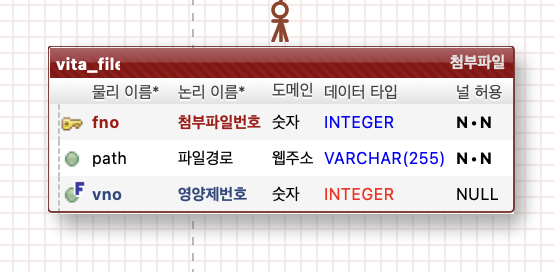 vita_file 첨부파일
물리 이름* 논리 이름* 도메인 데이터 타입 널 허용
fno 첨부파일번호 숫자 INTEGER N•N
path 파일경로 웹주소 VARCHAR(255) N•N
F vno 영양제번호 숫자 INTEGER NULL